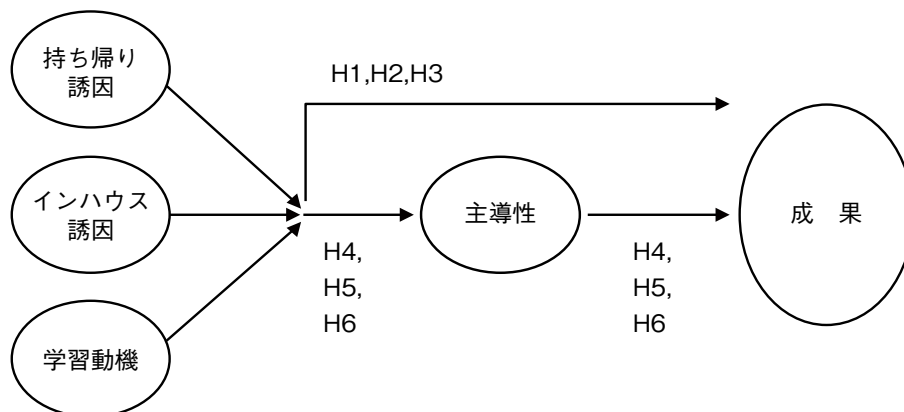 持ち帰り
誘因
H1,H2,H3
インハウス
誘因
主導性
成　果
H4,
H5,
H6
H4,
H5,
H6
学習動機